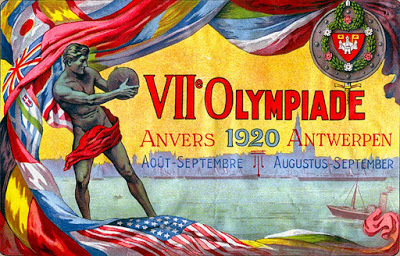 VIIᵉ OLYMPIADE
ANVERS 1920 ANTWERPEN
AOÛT-SEPTEMBRE AUGUSTUS-SEPTEMBER